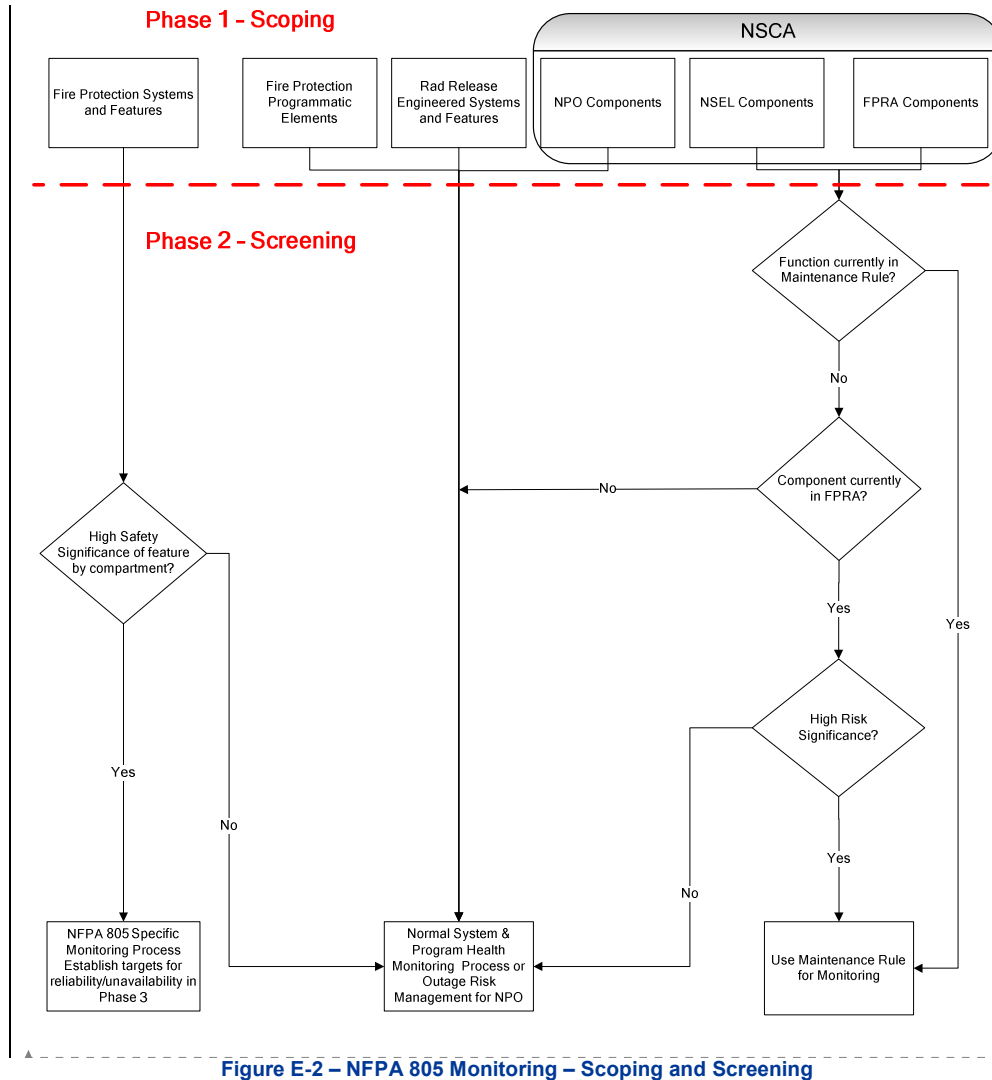 Phase 1 - Scoping
NSCA
Fire Protection Systems
and Features
Fire Protection
Programmatic
Elements
Rad Release
Engineered Systems
and Features
NPO Components
NSEL Components
FPRA Components
Phase 2 - Screening
Function currently in
Maintenance Rule?
No
Component currently
in FPRA?
No
High Safety
Significance of feature
by compartment?
Yes
Yes
High Risk
Significance?
Yes
No
Yes
No
NFPA 805 Specific
Monitoring Process
Establish targets for
reliability/unavailability in
Phase 3
Normal System &
Program Health
Monitoring Process or
Outage Risk
Management for NPO
Use Maintenance Rule
for Monitoring
Figure E-2 – NFPA 805 Monitoring – Scoping and Screening